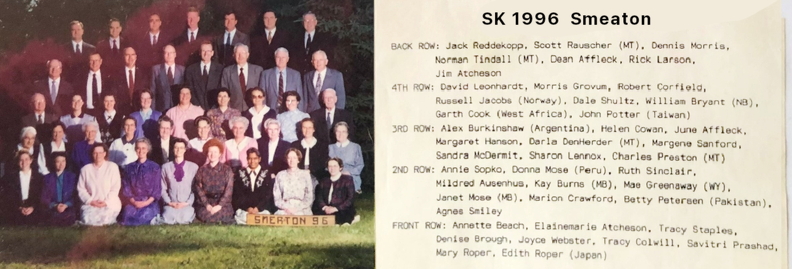 SK 1996 Smeaton
BACK ROW: Jack Reddekopp, Scott Rauscher (MT), Dennis Morris,
Norman Tindall (MT), Dean Affleck, Rick Larson,
Jim Atcheson
4TH ROW: David Leonhardt, Morris Grovum, Robert Corfield,
Russell Jacobs (Norway), Dale Shultz, William Bryant (NB),
Garth Cook (West Africa), John Potter (Taiwan)
3RD ROW: Alex Burkinshaw (Argentina), Helen Cowan, June Affleck,
Margaret Hanson, Darla DenHerder (MT), Margene Sanford,
Sandra McDermit, Sharon Lennox, Charles Preston (MT)
2ND ROW: Annie Sopko, Donna Mose (Peru), Ruth Sinclair,
Mildred Ausenhus, Kay Burns (MB), Mae Greenaway (WY),
Janet Mose (MB), Marion Crawford, Betty Petersen (Pakistan),
Agnes Smiley
FRONT ROW: Annette Beach, Elainemarie Atcheson, Tracy Staples,
Denise Brough, Joyce Webster, Tracy Colwill, Savitri Prashad,
Mary Roper, Edith Roper (Japan)
SMEATON 96